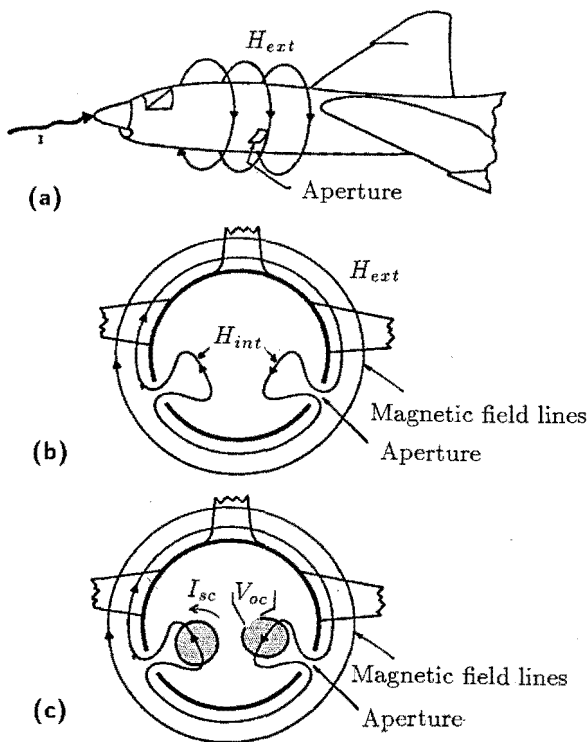 H_ext
I
Aperture
(a)
H_ext
H_int
Magnetic field lines
Aperture
(b)
I_sc V_oc
Magnetic field lines
Aperture
(c)